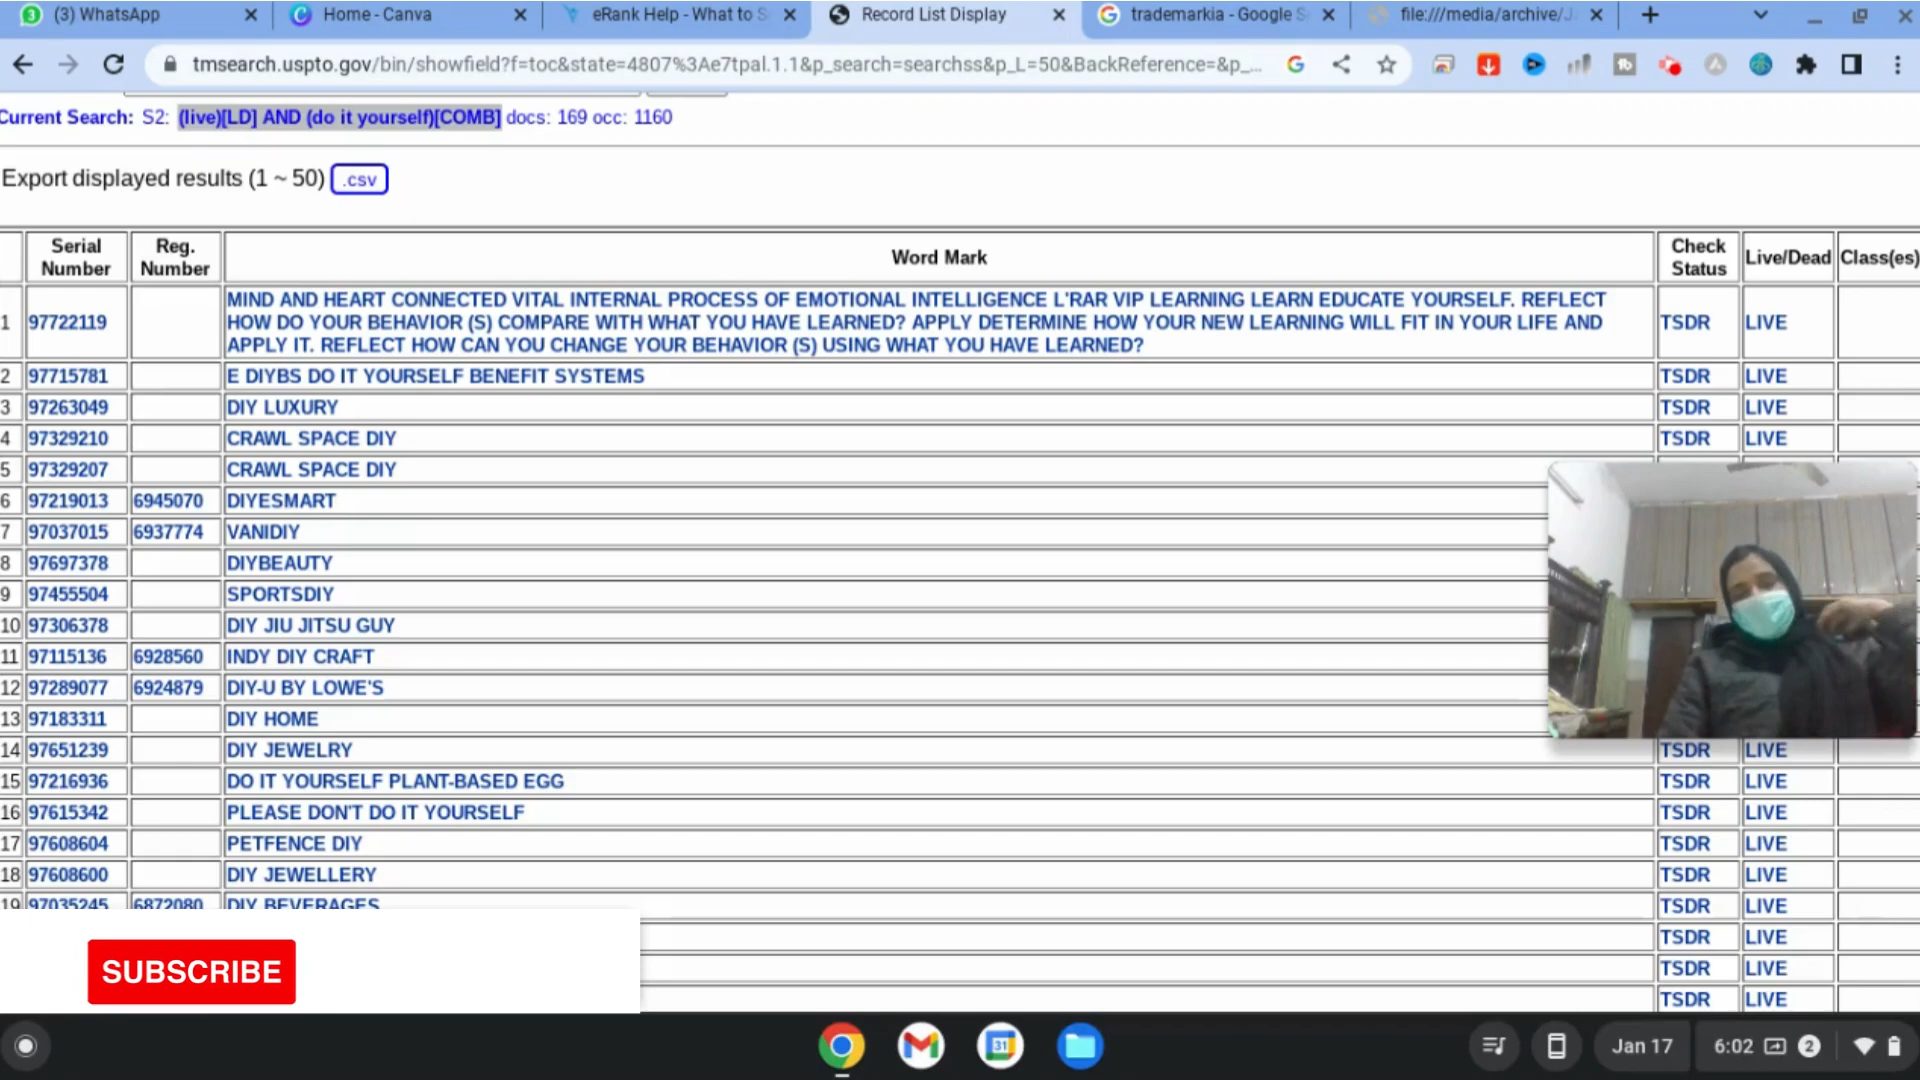 3 (3) WhatsApp Home - Canva eRank Help - What to S Record List Display trademarkia - Google S file:///media/archive/J
tmsearch.uspto.gov/bin/showfield?f=toc&state=4807%3Ae7tpal.1.1&p_search=searchss&p_L=50&BackReference=&p_...
Current Search: S2: (live)[LD] AND (do it yourself)[COMB] docs: 169 occ: 1160
Export displayed results (1 ~ 50) .csv
Serial Number Reg. Number Word Mark Check Status Live/Dead Class(es)
1 97722119 MIND AND HEART CONNECTED VITAL INTERNAL PROCESS OF EMOTIONAL INTELLIGENCE L'RAR VIP LEARNING LEARN EDUCATE YOURSELF. REFLECT
HOW DO YOUR BEHAVIOR (S) COMPARE WITH WHAT YOU HAVE LEARNED? APPLY DETERMINE HOW YOUR NEW LEARNING WILL FIT IN YOUR LIFE AND
APPLY IT. REFLECT HOW CAN YOU CHANGE YOUR BEHAVIOR (S) USING WHAT YOU HAVE LEARNED? TSDR LIVE
2 97715781 E DIYBS DO IT YOURSELF BENEFIT SYSTEMS TSDR LIVE
3 97263049 DIY LUXURY TSDR LIVE
4 97329210 CRAWL SPACE DIY TSDR LIVE
5 97329207 CRAWL SPACE DIY
6 97219013 6945070 DIYESMART
7 97037015 6937774 VANIDIY
8 97697378 DIYBEAUTY
9 97455504 SPORTSDIY
10 97306378 DIY JIU JITSU GUY
11 97115136 6928560 INDY DIY CRAFT
12 97289077 6924879 DIY-U BY LOWE'S
13 97183311 DIY HOME
14 97651239 DIY JEWELRY TSDR LIVE
15 97216936 DO IT YOURSELF PLANT-BASED EGG TSDR LIVE
16 97615342 PLEASE DON'T DO IT YOURSELF TSDR LIVE
17 97608604 PETFENCE DIY TSDR LIVE
18 97608600 DIY JEWELLERY TSDR LIVE
19 97035245 6872080 DIY BEVERAGES TSDR LIVE
TSDR LIVE
TSDR LIVE
TSDR LIVE
SUBSCRIBE
31 Jan 17 6:02 2